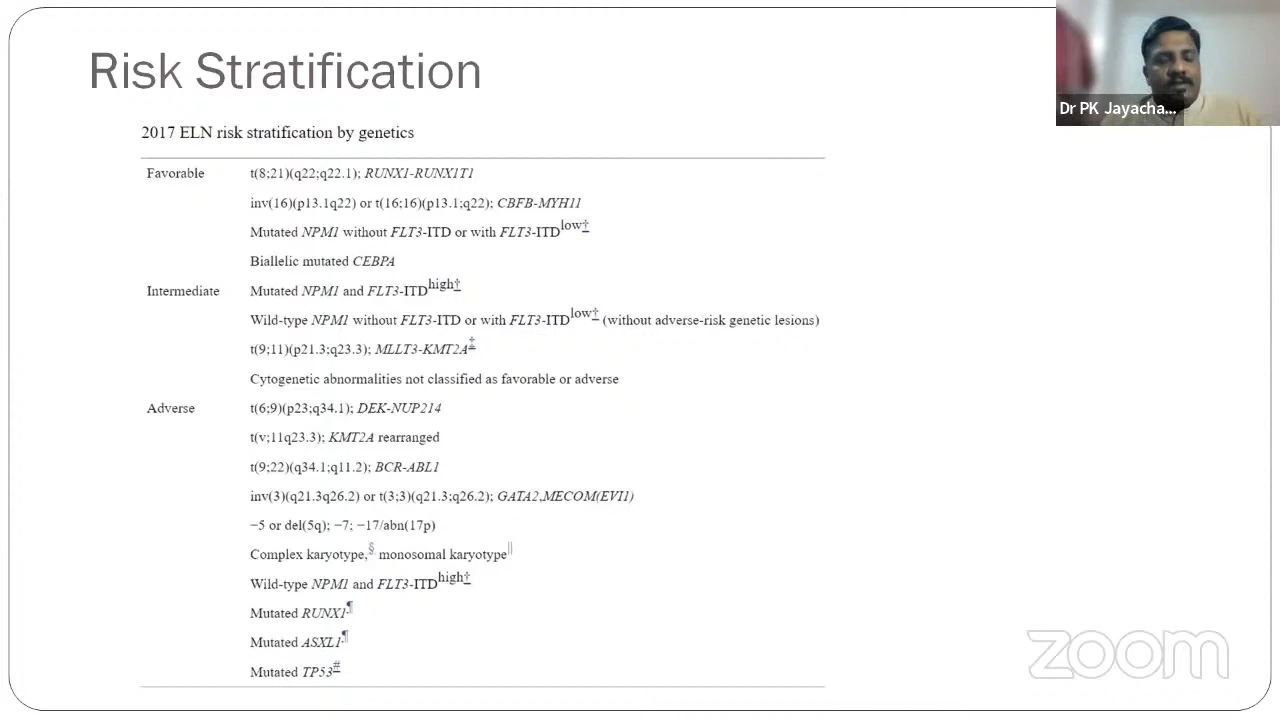 Risk Stratification
Dr PK Jayacha...
2017 ELN risk stratification by genetics
Favorable t(8;21)(q22;q22.1); RUNX1-RUNX1T1
inv(16)(p13.1q22) or t(16;16)(p13.1;q22); CBFB-MYH11
Mutated NPM1 without FLT3-ITD or with FLT3-ITDlow†
Biallelic mutated CEBPA
Intermediate Mutated NPM1 and FLT3-ITDhigh†
Wild-type NPM1 without FLT3-ITD or with FLT3-ITDlow† (without adverse-risk genetic lesions)
t(9;11)(p21.3;q23.3); MLLT3-KMT2A‡
Cytogenetic abnormalities not classified as favorable or adverse
Adverse t(6;9)(p23;q34.1); DEK-NUP214
t(v;11q23.3); KMT2A rearranged
t(9;22)(q34.1;q11.2); BCR-ABL1
inv(3)(q21.3q26.2) or t(3;3)(q21.3;q26.2); GATA2,MECOM(EVI1)
−5 or del(5q); −7; −17/abn(17p)
Complex karyotype,§ monosomal karyotype||
Wild-type NPM1 and FLT3-ITDhigh†
Mutated RUNX1¶
Mutated ASXL1¶
Mutated TP53#
zoom